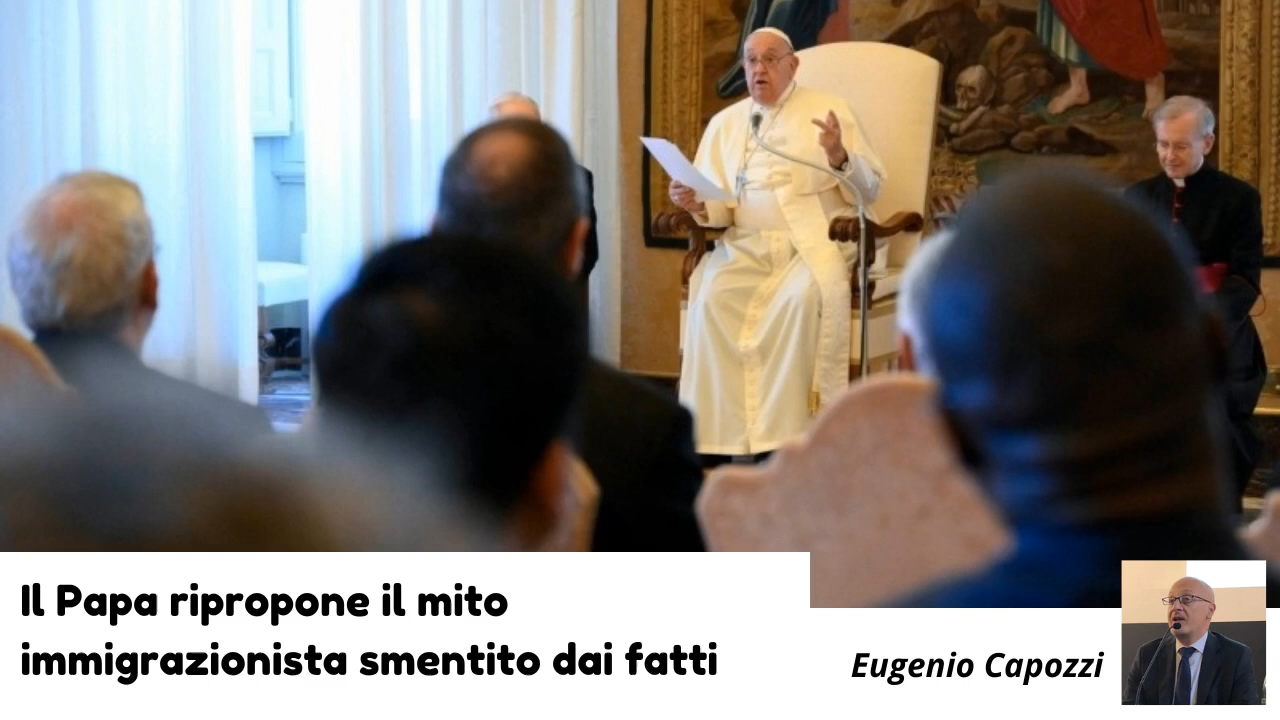 Il Papa ripropone il mito
immigrazionista smentito dai fatti
Eugenio Capozzi